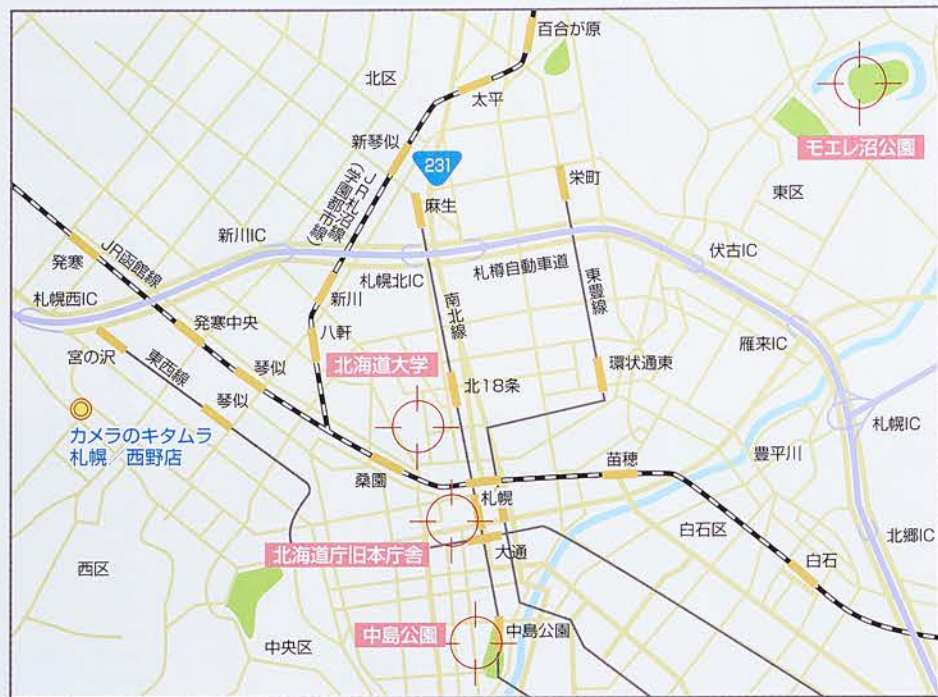 百合が原
北区
太平
新琴似
231
モエレ沼公園
栄町
東区
麻生
JR札沼線
(学園都市線)
新川IC
発寒
JR函館線
札幌北IC
札樽自動車道
伏古IC
札幌西IC
新川
南北線
東豊線
発寒中央
八軒
雁来IC
宮の沢
東西線
琴似
北海道大学
環状通東
琴似
北18条
カメラのキタムラ
札幌／西野店
札幌IC
桑園
苗穂
豊平川
札幌
白石区
北郷IC
北海道庁旧本庁舎
大通
西区
白石
中央区
中島公園
中島公園